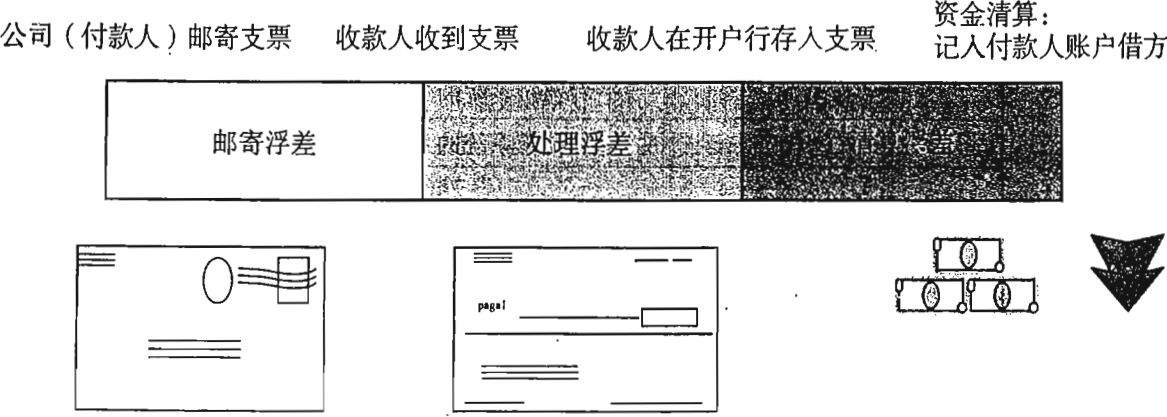 公司（付款人）邮寄支票
收款人收到支票
收款人在开户行存入支票
资金清算：
记入付款人账户借方
邮寄浮差
处理浮差
pagaí